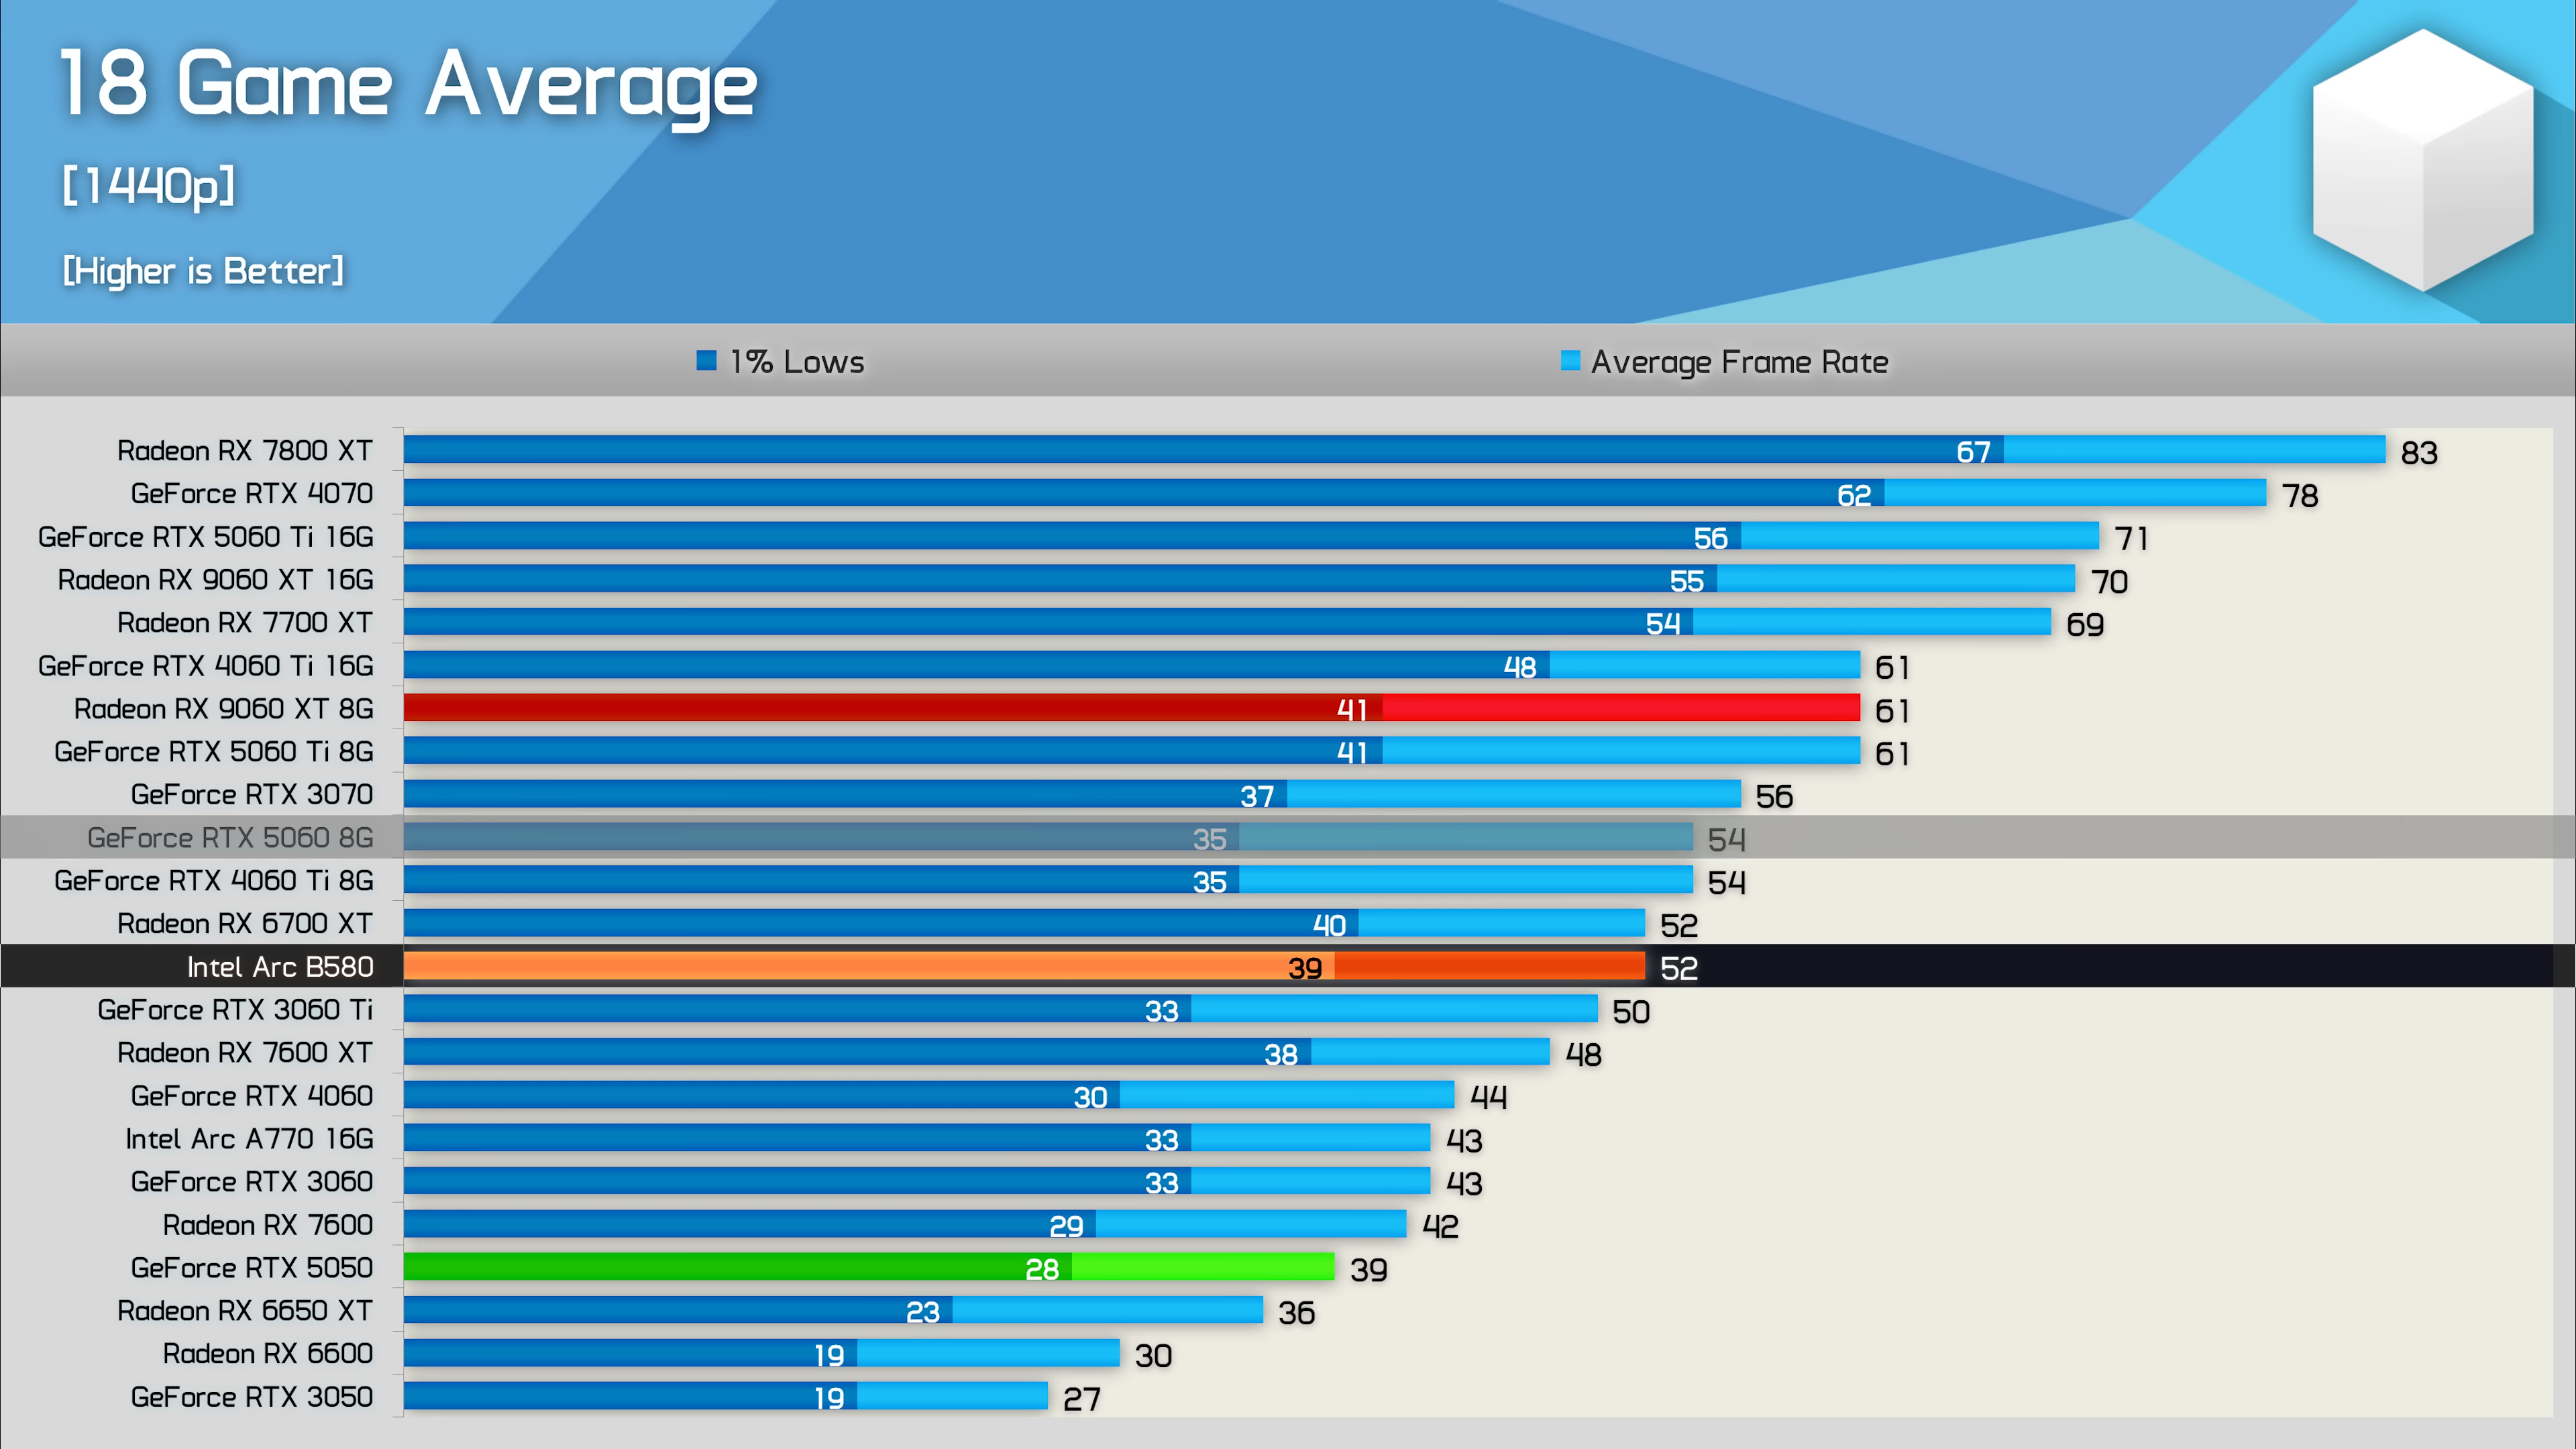 18 Game Average
[1440p]
[Higher is Better]
1% Lows Average Frame Rate
Radeon RX 7800 XT 67 83
GeForce RTX 4070 62 78
GeForce RTX 5060 Ti 16G 56 71
Radeon RX 9060 XT 16G 55 70
Radeon RX 7700 XT 54 69
GeForce RTX 4060 Ti 16G 48 61
Radeon RX 9060 XT 8G 41 61
GeForce RTX 5060 Ti 8G 41 61
GeForce RTX 3070 37 56
GeForce RTX 5060 8G 35 54
GeForce RTX 4060 Ti 8G 35 54
Radeon RX 6700 XT 40 52
Intel Arc B580 39 52
GeForce RTX 3060 Ti 33 50
Radeon RX 7600 XT 38 48
GeForce RTX 4060 30 44
Intel Arc A770 16G 33 43
GeForce RTX 3060 33 43
Radeon RX 7600 29 42
GeForce RTX 5050 28 39
Radeon RX 6650 XT 23 36
Radeon RX 6600 19 30
GeForce RTX 3050 19 27